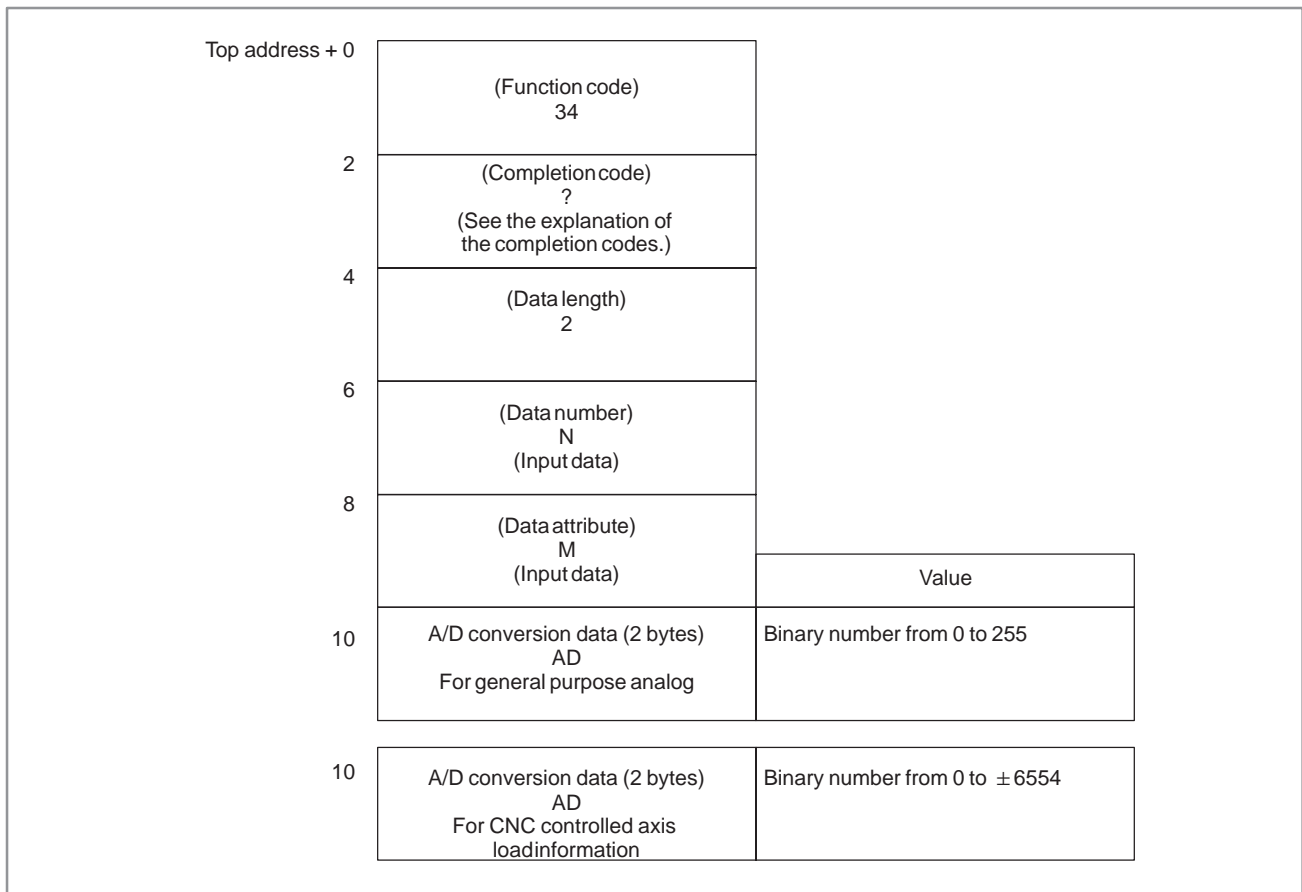 Top address + 0
(Function code)
34
2
(Completion code)
?
(See the explanation of
the completion codes.)
4
(Data length)
2
6
(Data number)
N
(Input data)
8
(Data attribute)
M
(Input data)
Value
10
A/D conversion data (2 bytes)
AD
For general purpose analog
Binary number from 0 to 255
10
A/D conversion data (2 bytes)
AD
For CNC controlled axis
load information
Binary number from 0 to ±6554